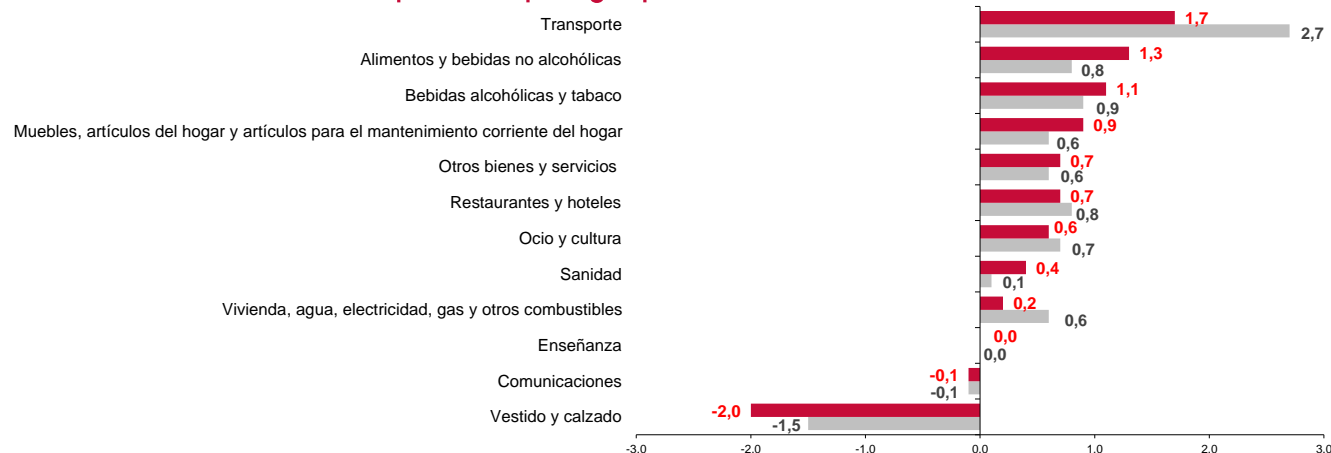 Transporte
1,7
2,7
Alimentos y bebidas no alcohólicas
1,3
0,8
Bebidas alcohólicas y tabaco
1,1
0,9
Muebles, artículos del hogar y artículos para el mantenimiento corriente del hogar
0,9
0,6
Otros bienes y servicios
0,7
0,6
Restaurantes y hoteles
0,7
0,8
Ocio y cultura
0,6
0,7
Sanidad
0,4
0,1
Vivienda, agua, electricidad, gas y otros combustibles
0,2
0,6
Enseñanza
0,0
0,0
Comunicaciones
-0,1
-0,1
Vestido y calzado
-2,0
-1,5
-3.0 -2.0 -1.0 0.0 1.0 2.0 3.0